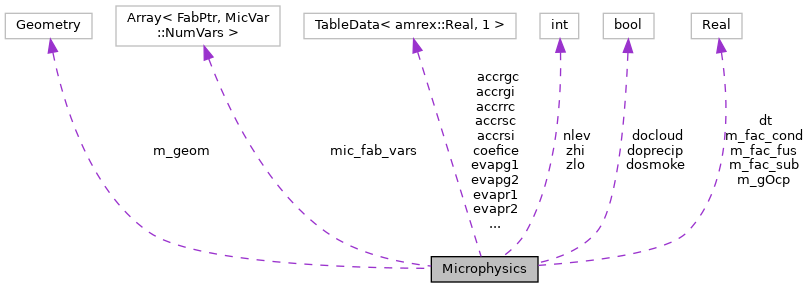 Geometry
Array< FabPtr, MicVar
::NumVars >
TableData< amrex::Real, 1 >
int
bool
Real
m_geom
mic_fab_vars
accrgc
accrgi
accrrc
accrsc
accrsi
coefice
evapg1
evapg2
evapr1
evapr2
...
nlev
zhi
zlo
docloud
doprecip
dosmoke
dt
m_fac_cond
m_fac_fus
m_fac_sub
m_gOcp
Microphysics